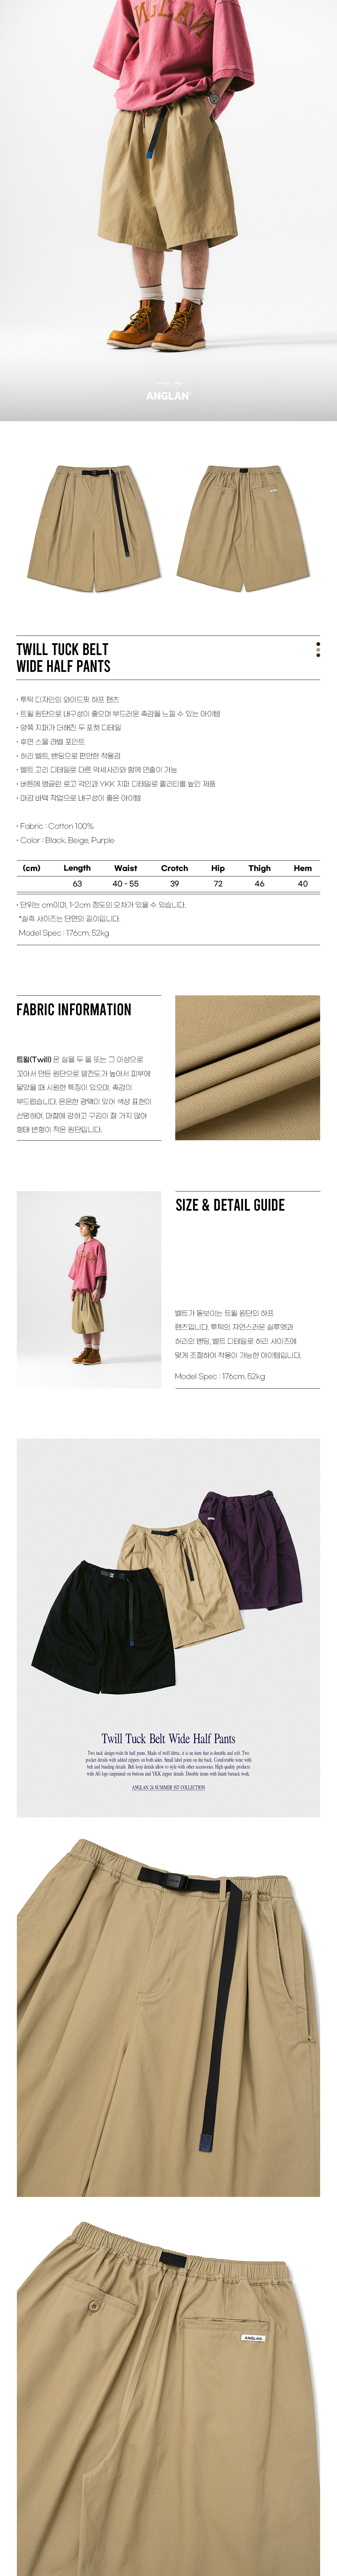 ANGLAN
made by
ANGLAN
TWILL TUCK BELT
WIDE HALF PANTS
• 투턱 디자인의 와이드핏 하프 팬츠
• 트윌 원단으로 내구성이 좋으며 부드러운 촉감을 느낄 수 있는 아이템
• 양쪽 지퍼가 더해진 두 포켓 디테일
• 후면 스몰 라벨 포인트
• 허리 벨트, 밴딩으로 편안한 착용감
• 벨트 고리 디테일로 다른 악세사리와 함께 연출이 가능
• 버튼에 앵글런 로고 각인과 YKK 지퍼 디테일로 퀄리티를 높인 제품
• 마감 바텍 작업으로 내구성이 좋은 아이템
• Fabric : Cotton 100%
• Color : Black, Beige, Purple
(cm) Length Waist Crotch Hip Thigh Hem
63 40 - 55 39 72 46 40
• 단위는 cm이며, 1-2cm 정도의 오차가 있을 수 있습니다.
*실측 사이즈는 단면의 길이입니다.
Model Spec : 176cm, 52kg
FABRIC INFORMATION
트윌(Twill) 은 실을 두 올 또는 그 이상으로
꼬아서 만든 원단으로 열전도가 높아서 피부에
닿았을 때 시원한 특징이 있으며, 촉감이
부드럽습니다. 은은한 광택이 있어 색상 표현이
선명하며, 마찰에 강하고 구김이 잘 가지 않아
형태 변형이 적은 원단입니다.
SIZE & DETAIL GUIDE
벨트가 돋보이는 트윌 원단의 하프
팬츠입니다. 투턱의 자연스러운 실루엣과
허리의 밴딩, 벨트 디테일로 허리 사이즈에
맞게 조절하여 착용이 가능한 아이템입니다.
Model Spec : 176cm, 52kg
Twill Tuck Belt Wide Half Pants
Two tuck design wide fit half pants. Made of twill fabric, it is an item that is durable and soft. Two
pocket details with added zippers on both sides. Small label point on the back. Comfortable wear with
belt and banding details. Belt loop details allow to style with other accessories. High quality products
with AG logo imprinted on buttons and YKK zipper details. Durable items with finish bartack work.
ANGLAN 24 SUMMER 1ST COLLECTION
ANGLAN